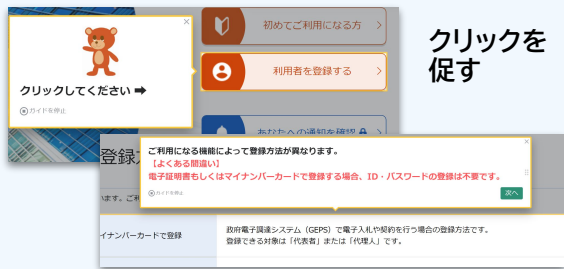 初めてご利用になる方
クリックしてください ➡
ガイドを停止
利用者を登録する
あなたへの通知を確認
クリックを
促す
登録
ご利用になる機能によって登録方法が異なります。
【よくある間違い】
電子証明書もしくはマイナンバーカードで登録する場合、ID・パスワードの登録は不要です。
ガイドを停止
次へ
います。ご利
イナンバーカードで登録
政府電子調達システム（GEPS）で電子入札や契約を行う場合の登録方法です。
登録できる対象は「代表者」または「代理人」です。